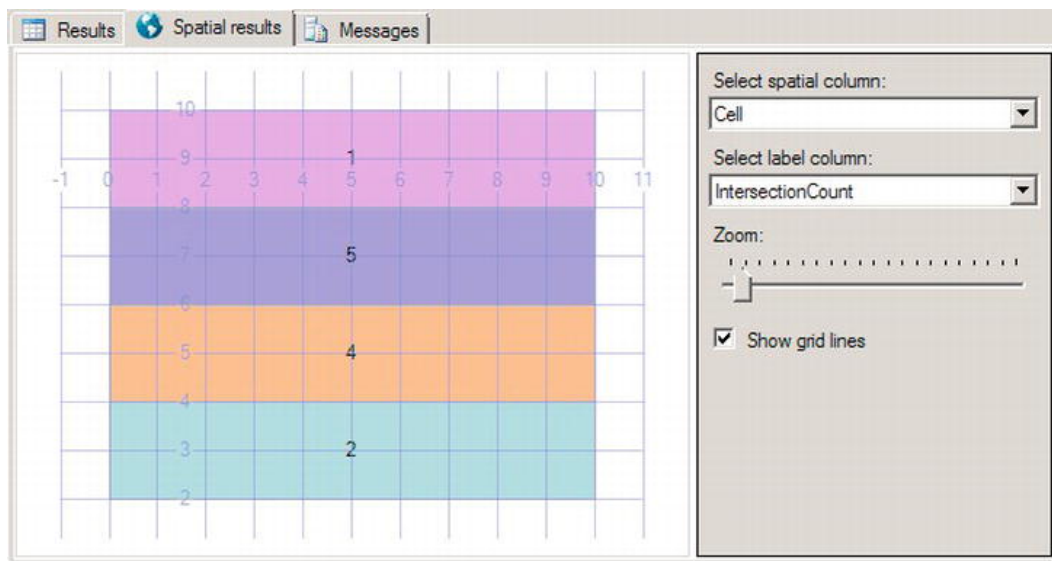 Results Spatial results Messages
10
9 1
-1 0 1 2 3 4 5 6 7 8 9 10 11
8
7 5
6
5 4
4
3 2
2
Select spatial column:
Cell
Select label column:
IntersectionCount
Zoom:
Show grid lines